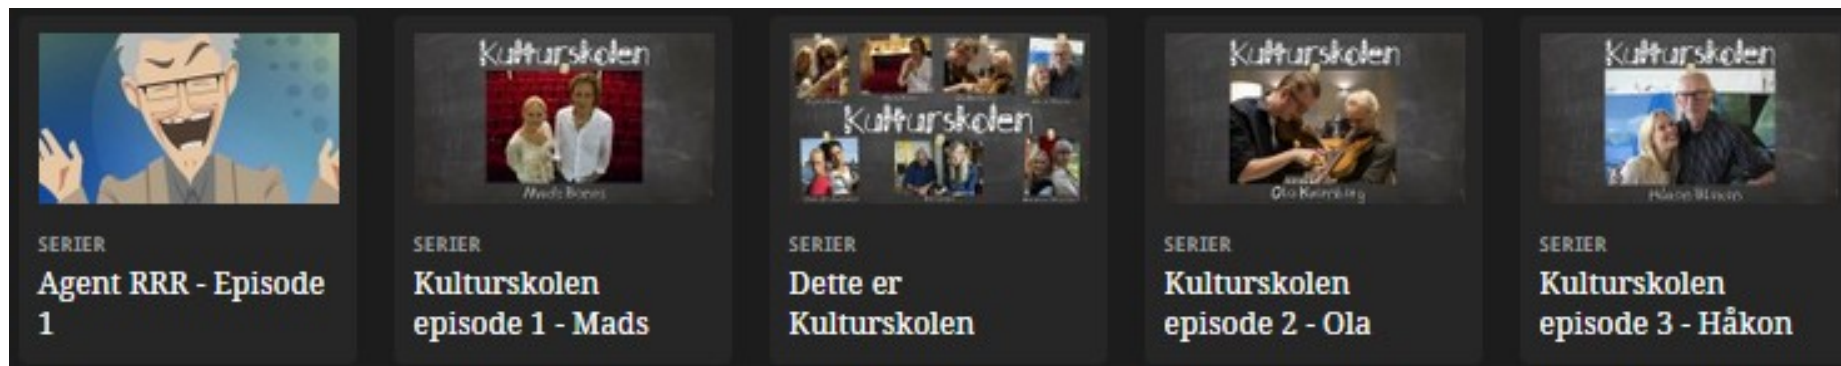 SERIER
Agent RRR - Episode
1
Kulturskolen
SERIER
Kulturskolen
episode 1 - Mads
Kulturskolen
SERIER
Dette er
Kulturskolen
Kulturskolen
SERIER
Kulturskolen
episode 2 - Ola
Kulturskolen
SERIER
Kulturskolen
episode 3 - Håkon